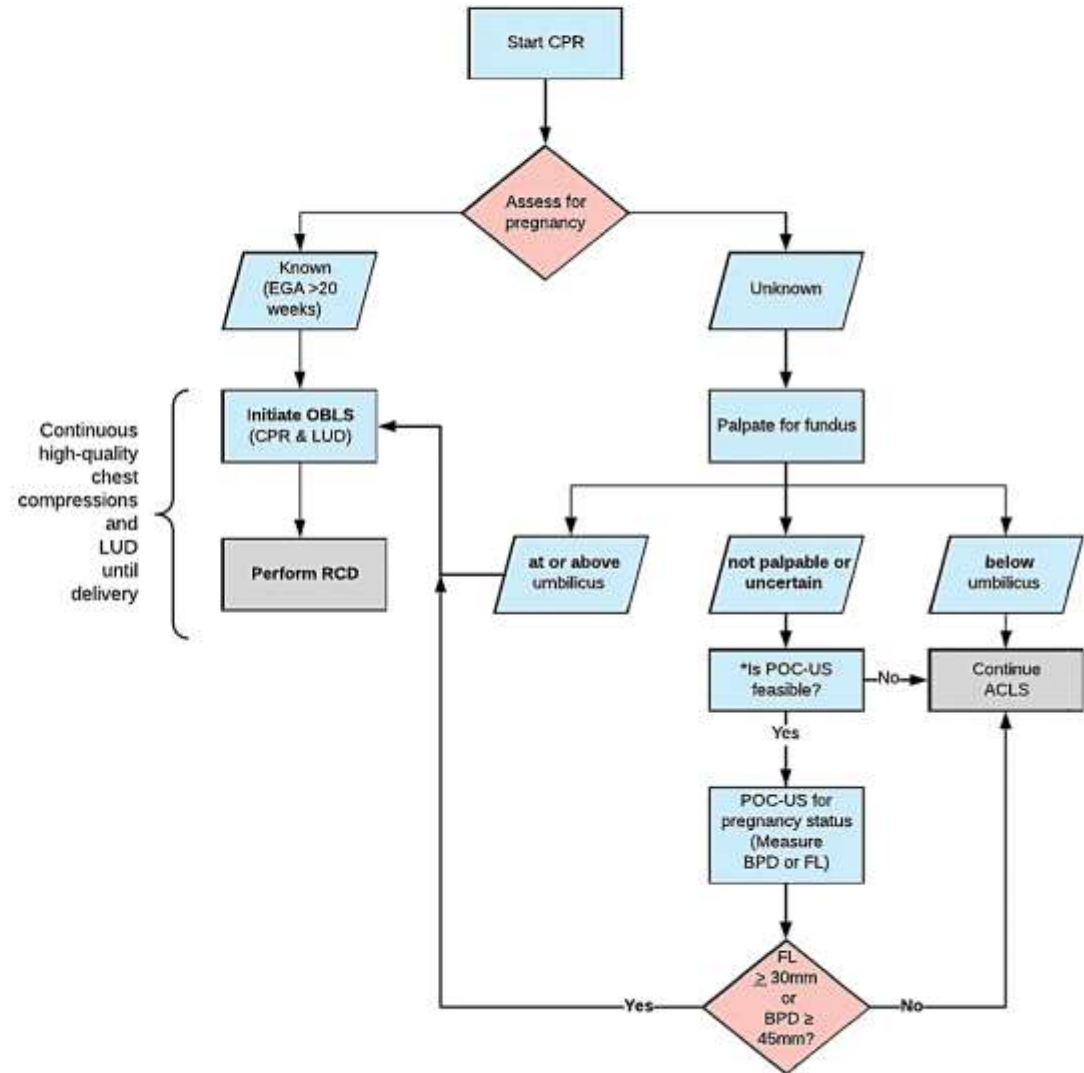 Start CPR
Assess for
pregnancy
Known
(EGA >20
weeks)
Unknown
Initiate OBLS
(CPR & LUD)
Palpate for fundus
Continuous
high-quality
chest
compressions
and
LUD
until
delivery
Perform RCD
at or above
umbilicus
not palpable or
uncertain
below
umbilicus
*Is POC-US
feasible?
No
Continue
ACLS
Yes
POC-US for
pregnancy status
(Measure
BPD or FL)
FL
≥ 30mm
or
BPD ≥
45mm?
Yes
No